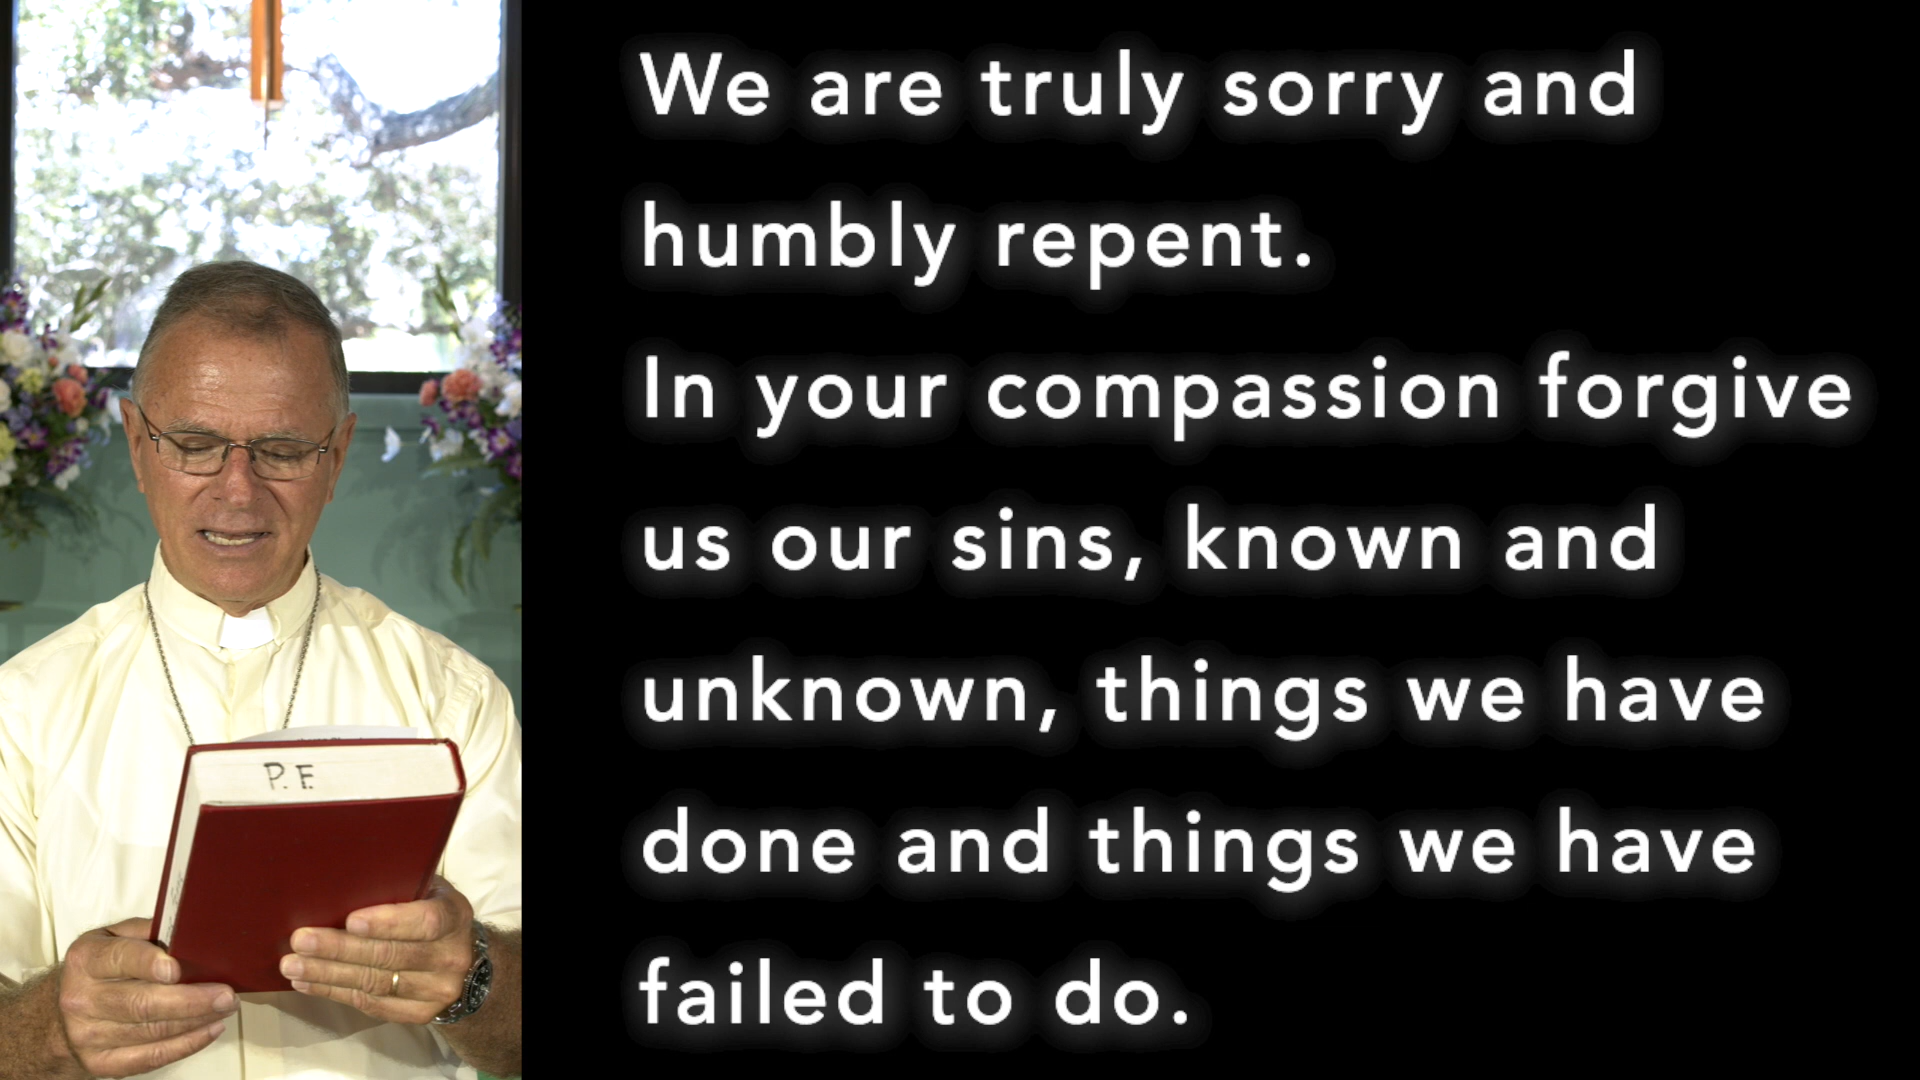 We are truly sorry and
humbly repent.
In your compassion forgive
us our sins, known and
unknown, things we have
done and things we have
failed to do.
P. F.